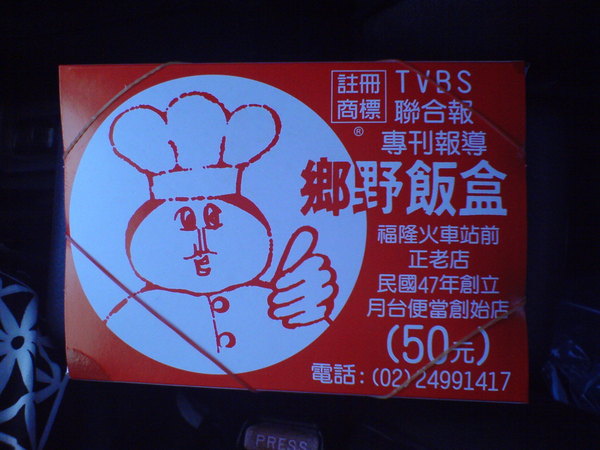 註冊商標 TVBS
聯合報
®
專刊報導
鄉野飯盒
福隆火車站前
正老店
民國47年創立
月台便當創始店
(50元)
電話：(02)24991417
PRESS